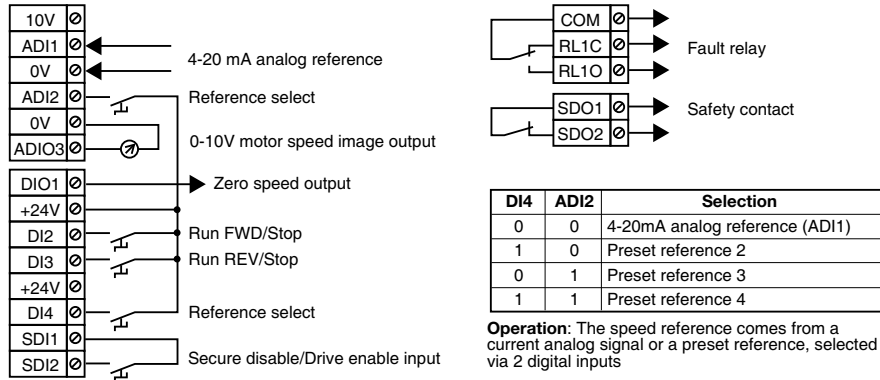 10V
ADI1
0V
4-20 mA analog reference
ADI2
Reference select
0V
ADIO3
0-10V motor speed image output
DIO1
Zero speed output
+24V
DI2
Run FWD/Stop
DI3
Run REV/Stop
+24V
DI4
Reference select
SDI1
SDI2
Secure disable/Drive enable input
COM
RL1C
RL1O
Fault relay
SDO1
SDO2
Safety contact
DI4 ADI2 Selection
0 0 4-20mA analog reference (ADI1)
1 0 Preset reference 2
0 1 Preset reference 3
1 1 Preset reference 4
Operation: The speed reference comes from a
current analog signal or a preset reference, selected
via 2 digital inputs